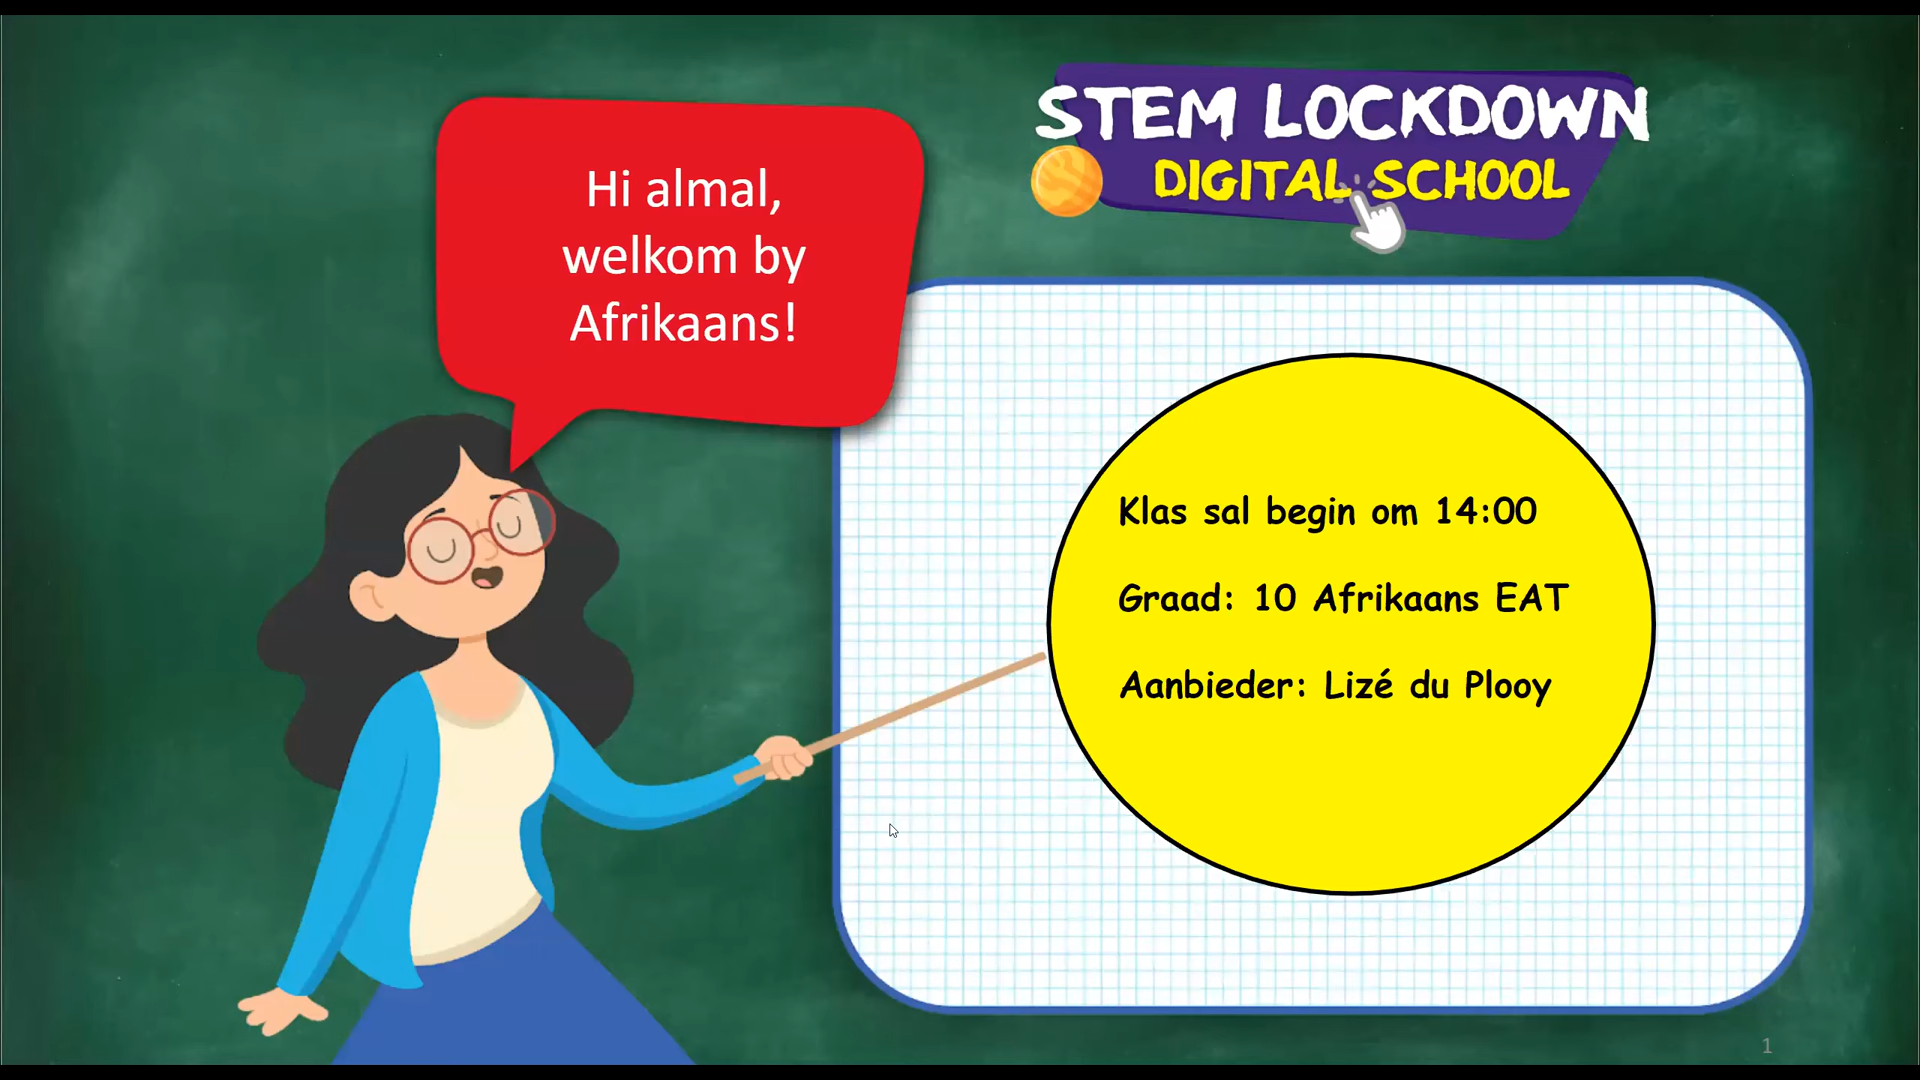 STEM LOCKDOWN
DIGITAL SCHOOL
Hi almal,
welkom by
Afrikaans!
Klas sal begin om 14:00
Graad: 10 Afrikaans EAT
Aanbieder: Lizé du Plooy
1